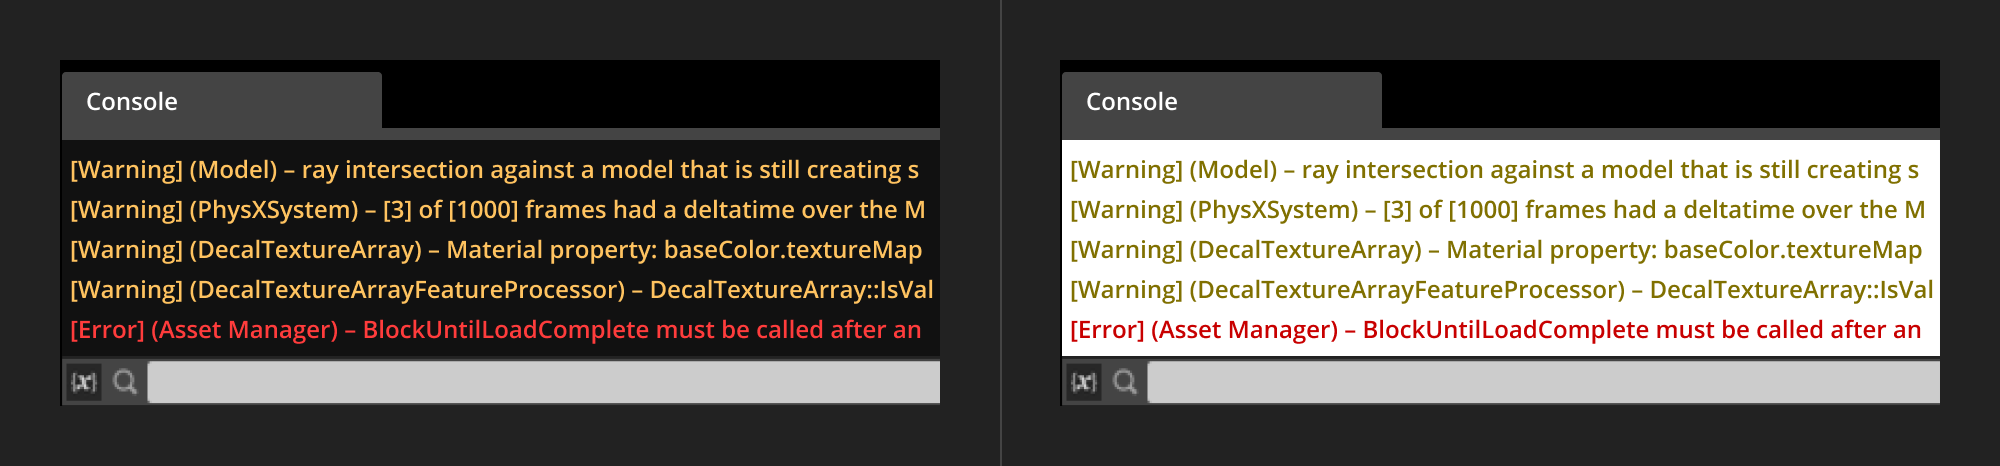 Console
[Warning] (Model) – ray intersection against a model that is still creating s
[Warning] (PhysXSystem) – [3] of [1000] frames had a deltatime over the M
[Warning] (DecalTextureArray) – Material property: baseColor.textureMap
[Warning] (DecalTextureArrayFeatureProcessor) – DecalTextureArray::IsVal
[Error] (Asset Manager) – BlockUntilLoadComplete must be called after an
{x}
Console
[Warning] (Model) – ray intersection against a model that is still creating s
[Warning] (PhysXSystem) – [3] of [1000] frames had a deltatime over the M
[Warning] (DecalTextureArray) – Material property: baseColor.textureMap
[Warning] (DecalTextureArrayFeatureProcessor) – DecalTextureArray::IsVal
[Error] (Asset Manager) – BlockUntilLoadComplete must be called after an
{x}